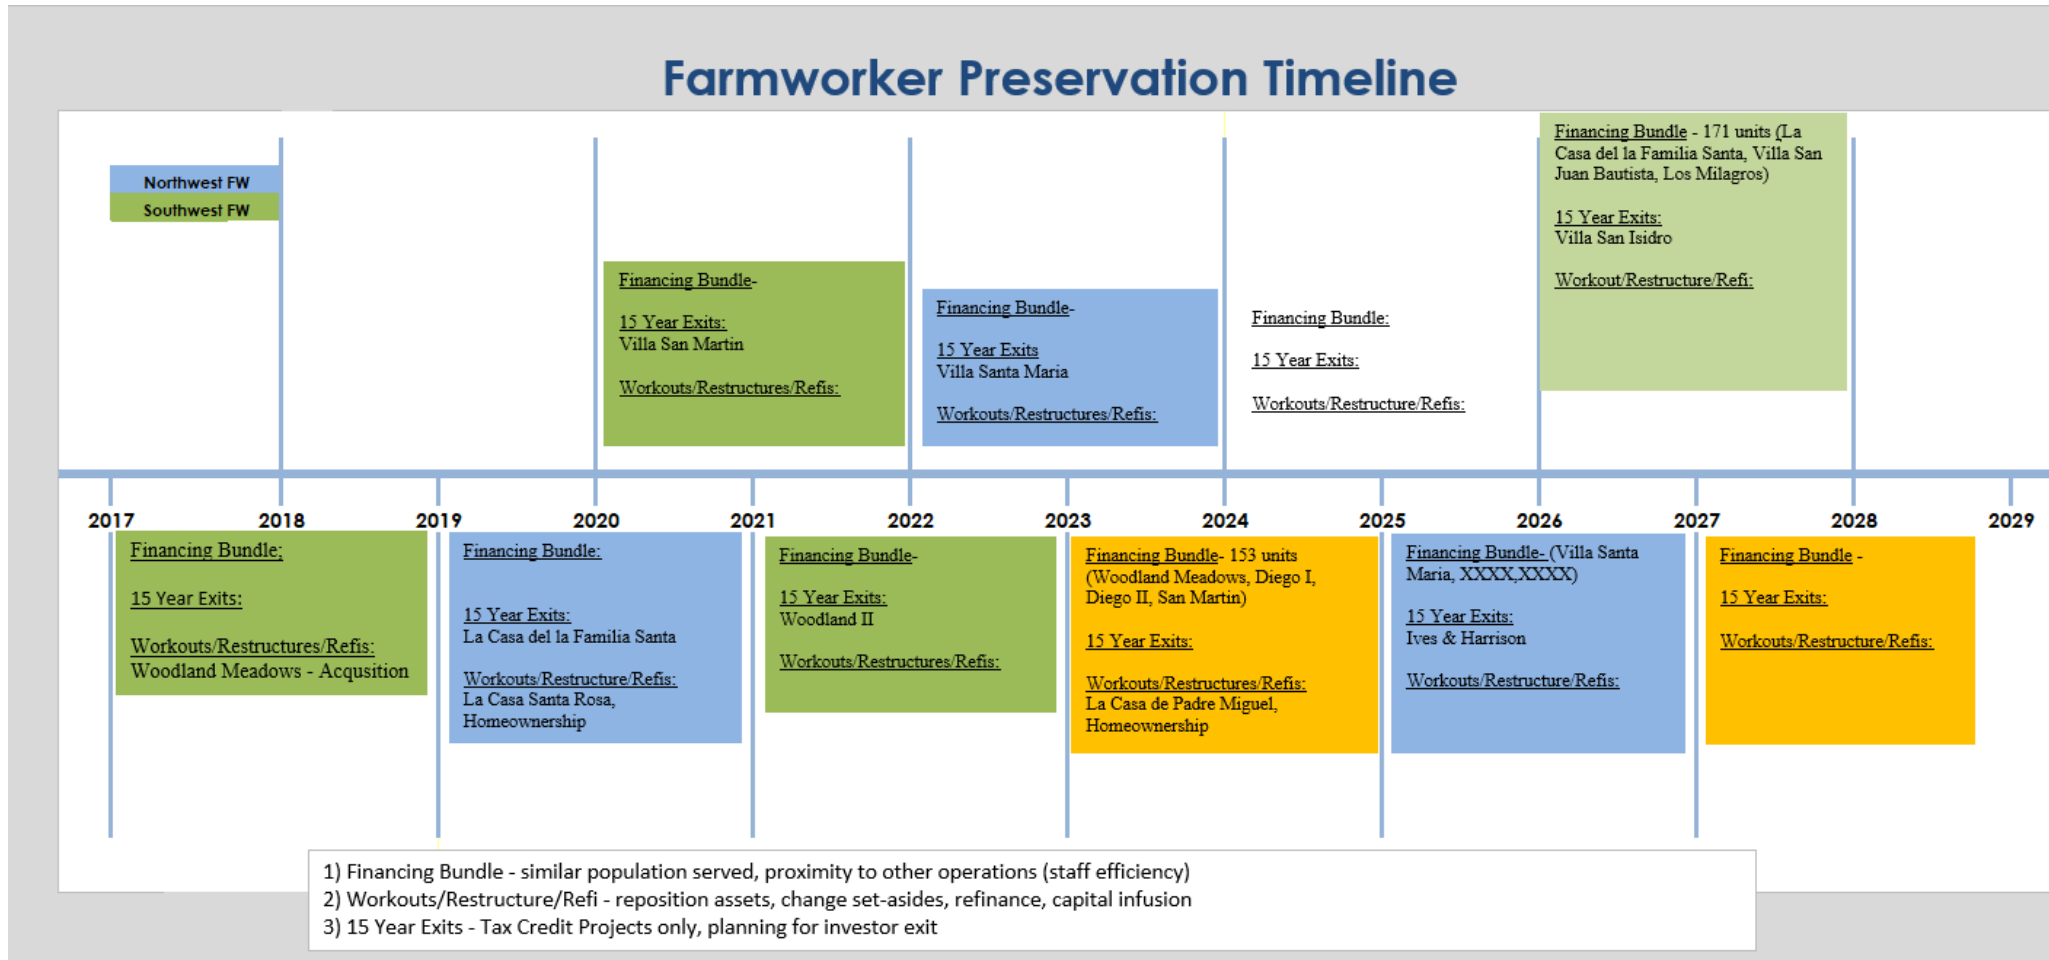 Farmworker Preservation Timeline
Northwest FW
Southwest FW
Financing Bundle-
15 Year Exits:
Villa San Martin
Workouts/Restructures/Refis:
Financing Bundle-
15 Year Exits
Villa Santa Maria
Workouts/Restructures/Refis:
Financing Bundle:
15 Year Exits:
Workouts/Restructure/Refis:
Financing Bundle - 171 units (La
Casa del la Familia Santa, Villa San
Juan Bautista, Los Milagros)
15 Year Exits:
Villa San Isidro
Workout/Restructure/Refi:
2017 2018 2019 2020 2021 2022 2023 2024 2025 2026 2027 2028 2029
Financing Bundle:
15 Year Exits:
Workouts/Restructures/Refis:
Woodland Meadows - Acqusition
Financing Bundle:
15 Year Exits:
La Casa del la Familia Santa
Workouts/Restructure/Refis:
La Casa Santa Rosa,
Homeownership
Financing Bundle-
15 Year Exits:
Woodland II
Workouts/Restructures/Refis:
Financing Bundle- 153 units
(Woodland Meadows, Diego I,
Diego II, San Martin)
15 Year Exits:
Workouts/Restructures/Refis:
La Casa de Padre Miguel,
Homeownership
Financing Bundle- (Villa Santa
Maria, XXXX,XXXX)
15 Year Exits:
Ives & Harrison
Workouts/Restructure/Refis:
Financing Bundle -
15 Year Exits:
Workouts/Restructure/Refis:
1) Financing Bundle - similar population served, proximity to other operations (staff efficiency)
2) Workouts/Restructure/Refi - reposition assets, change set-asides, refinance, capital infusion
3) 15 Year Exits - Tax Credit Projects only, planning for investor exit